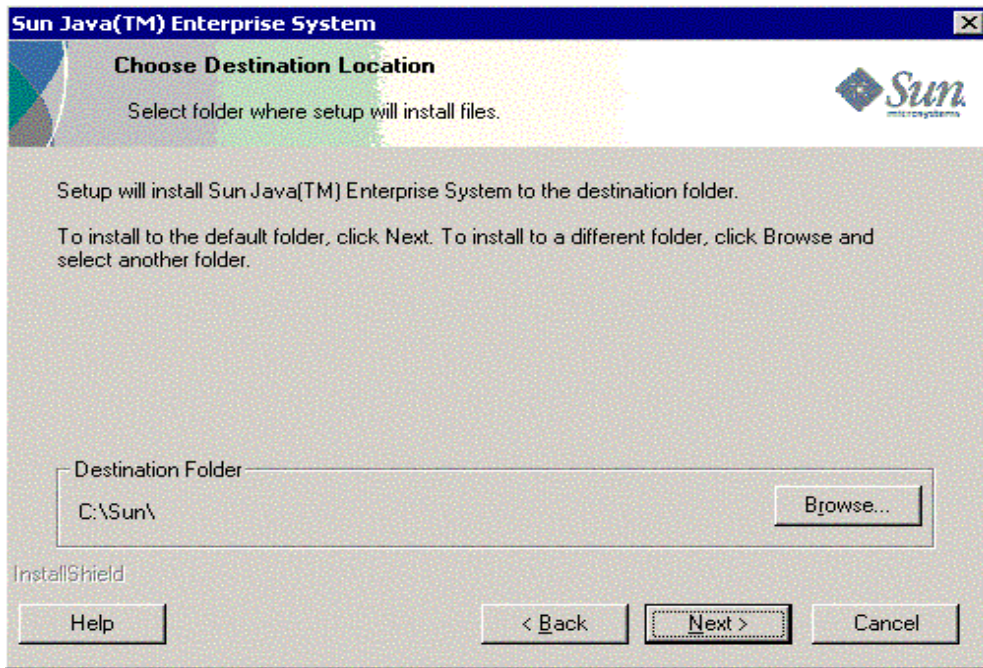 Sun Java(TM) Enterprise System
Choose Destination Location
Select folder where setup will install files.
Sun
microsystems
Setup will install Sun Java(TM) Enterprise System to the destination folder.
To install to the default folder, click Next. To install to a different folder, click Browse and
select another folder.
Destination Folder
C:\Sun\
Browse...
InstallShield
Help
< Back
Next >
Cancel